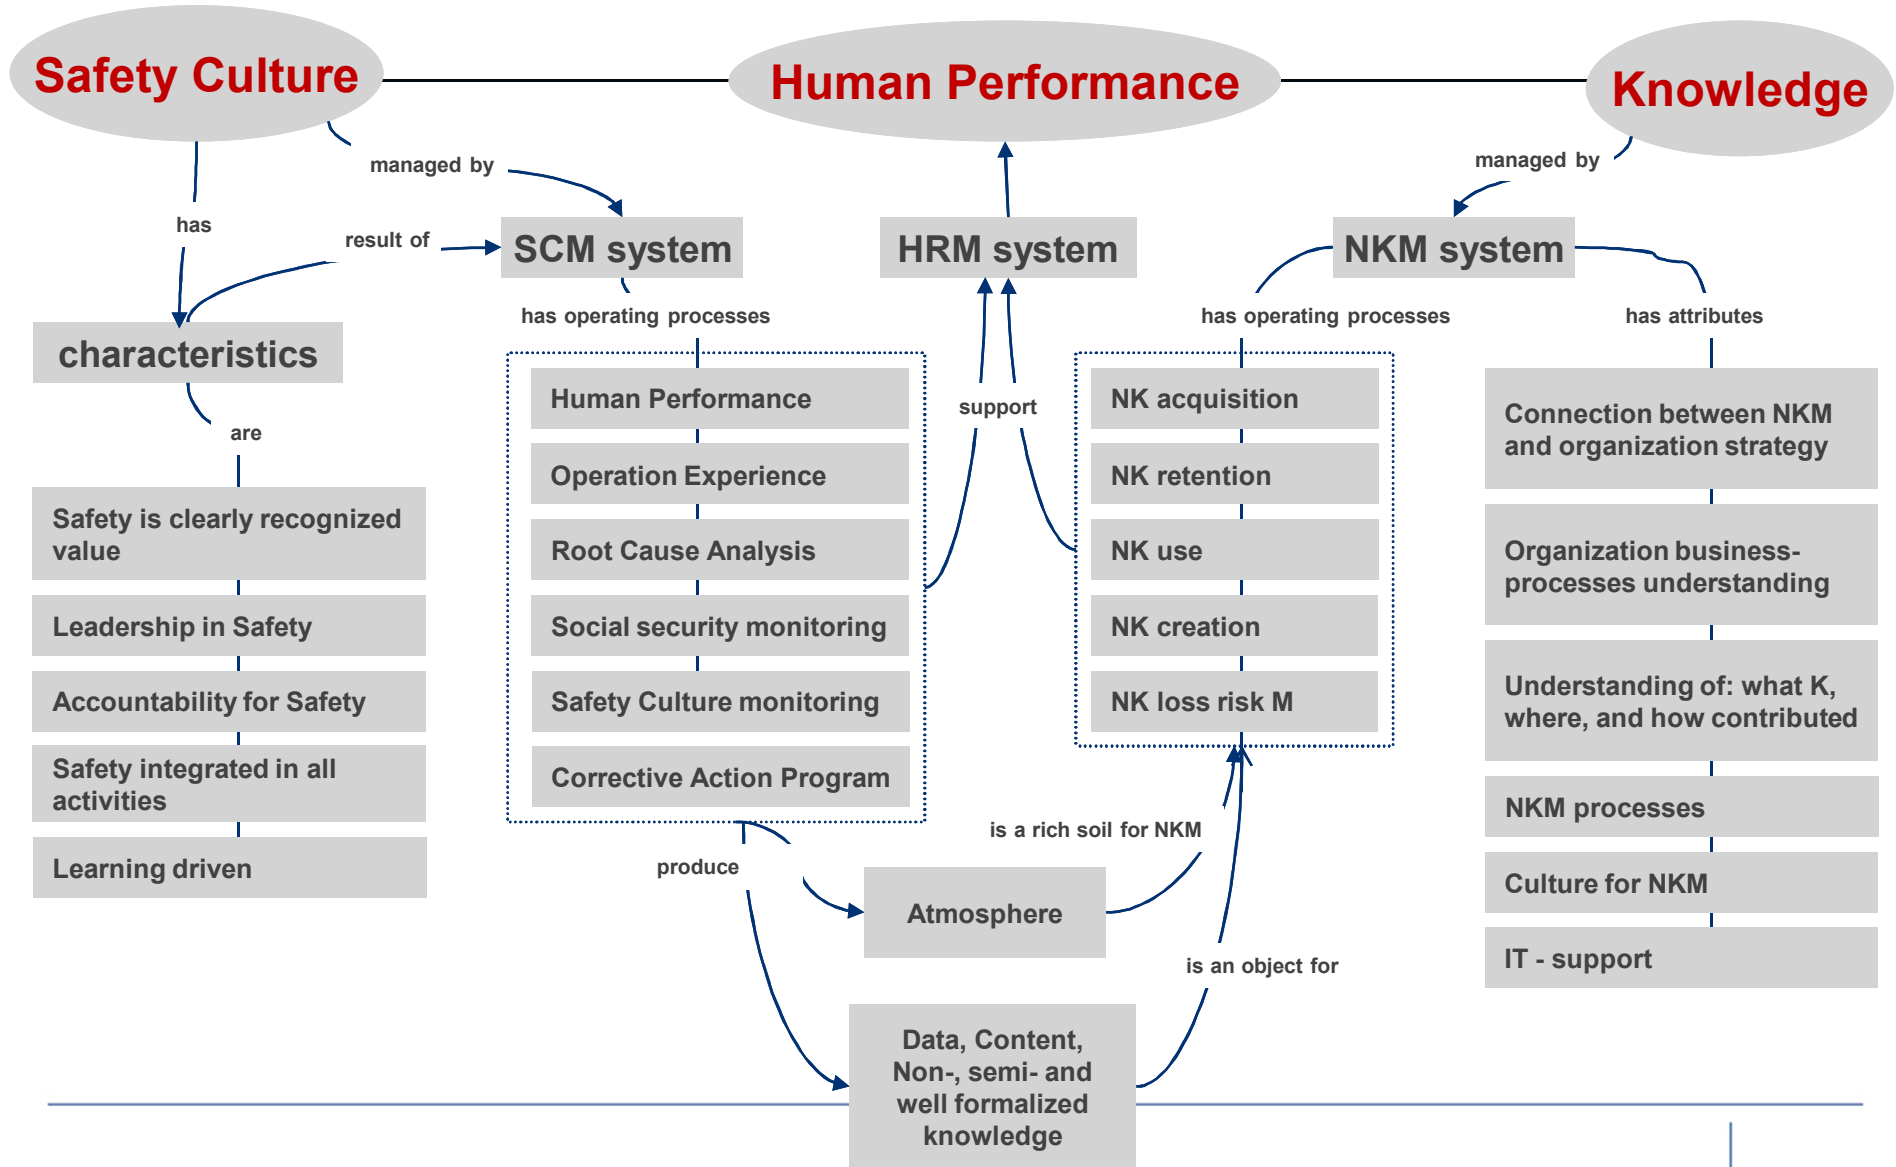 Safety Culture
Human Performance
Knowledge
managed by
managed by
has
result of
SCM system
HRM system
NKM system
has operating processes
has operating processes
has attributes
characteristics
are
Safety is clearly recognized
value
Leadership in Safety
Accountability for Safety
Safety integrated in all
activities
Learning driven
Human Performance
Operation Experience
Root Cause Analysis
Social security monitoring
Safety Culture monitoring
Corrective Action Program
support
NK acquisition
NK retention
NK use
NK creation
NK loss risk M
Connection between NKM
and organization strategy
Organization business-
processes understanding
Understanding of: what K,
where, and how contributed
NKM processes
Culture for NKM
IT - support
produce
is a rich soil for NKM
Atmosphere
is an object for
Data, Content,
Non-, semi- and
well formalized
knowledge